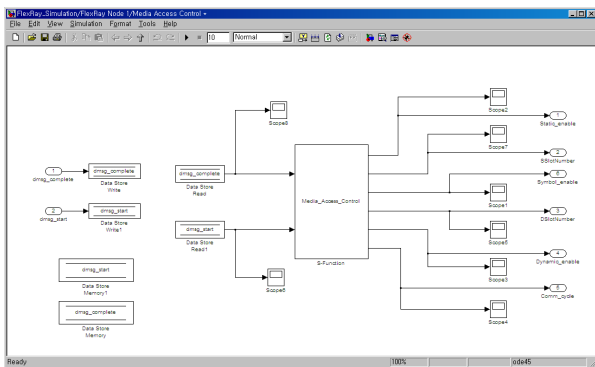 FlexRay_Simulation/FlexRay Node 1/Media Access Control *
File Edit View Simulation Format Tools Help
10 Normal
Scope8
Scope2
1
Static_enable
Scope7
2
SSlotNumber
1
dmsg_complete
dmsg_complete
Data Store
Write
dmsg_complete
Data Store
Read
Media_Access_Control
S-Function
6
Symbol_enable
Scope1
2
dmsg_start
dmsg_start
Data Store
Write1
dmsg_start
Data Store
Read1
3
DSlotNumber
Scope5
4
Dynamic_enable
Scope3
dmsg_start
Data Store
Memory1
Scope6
Comm_cycle
Scope4
dmsg_complete
Data Store
Memory
Ready 100% ode45